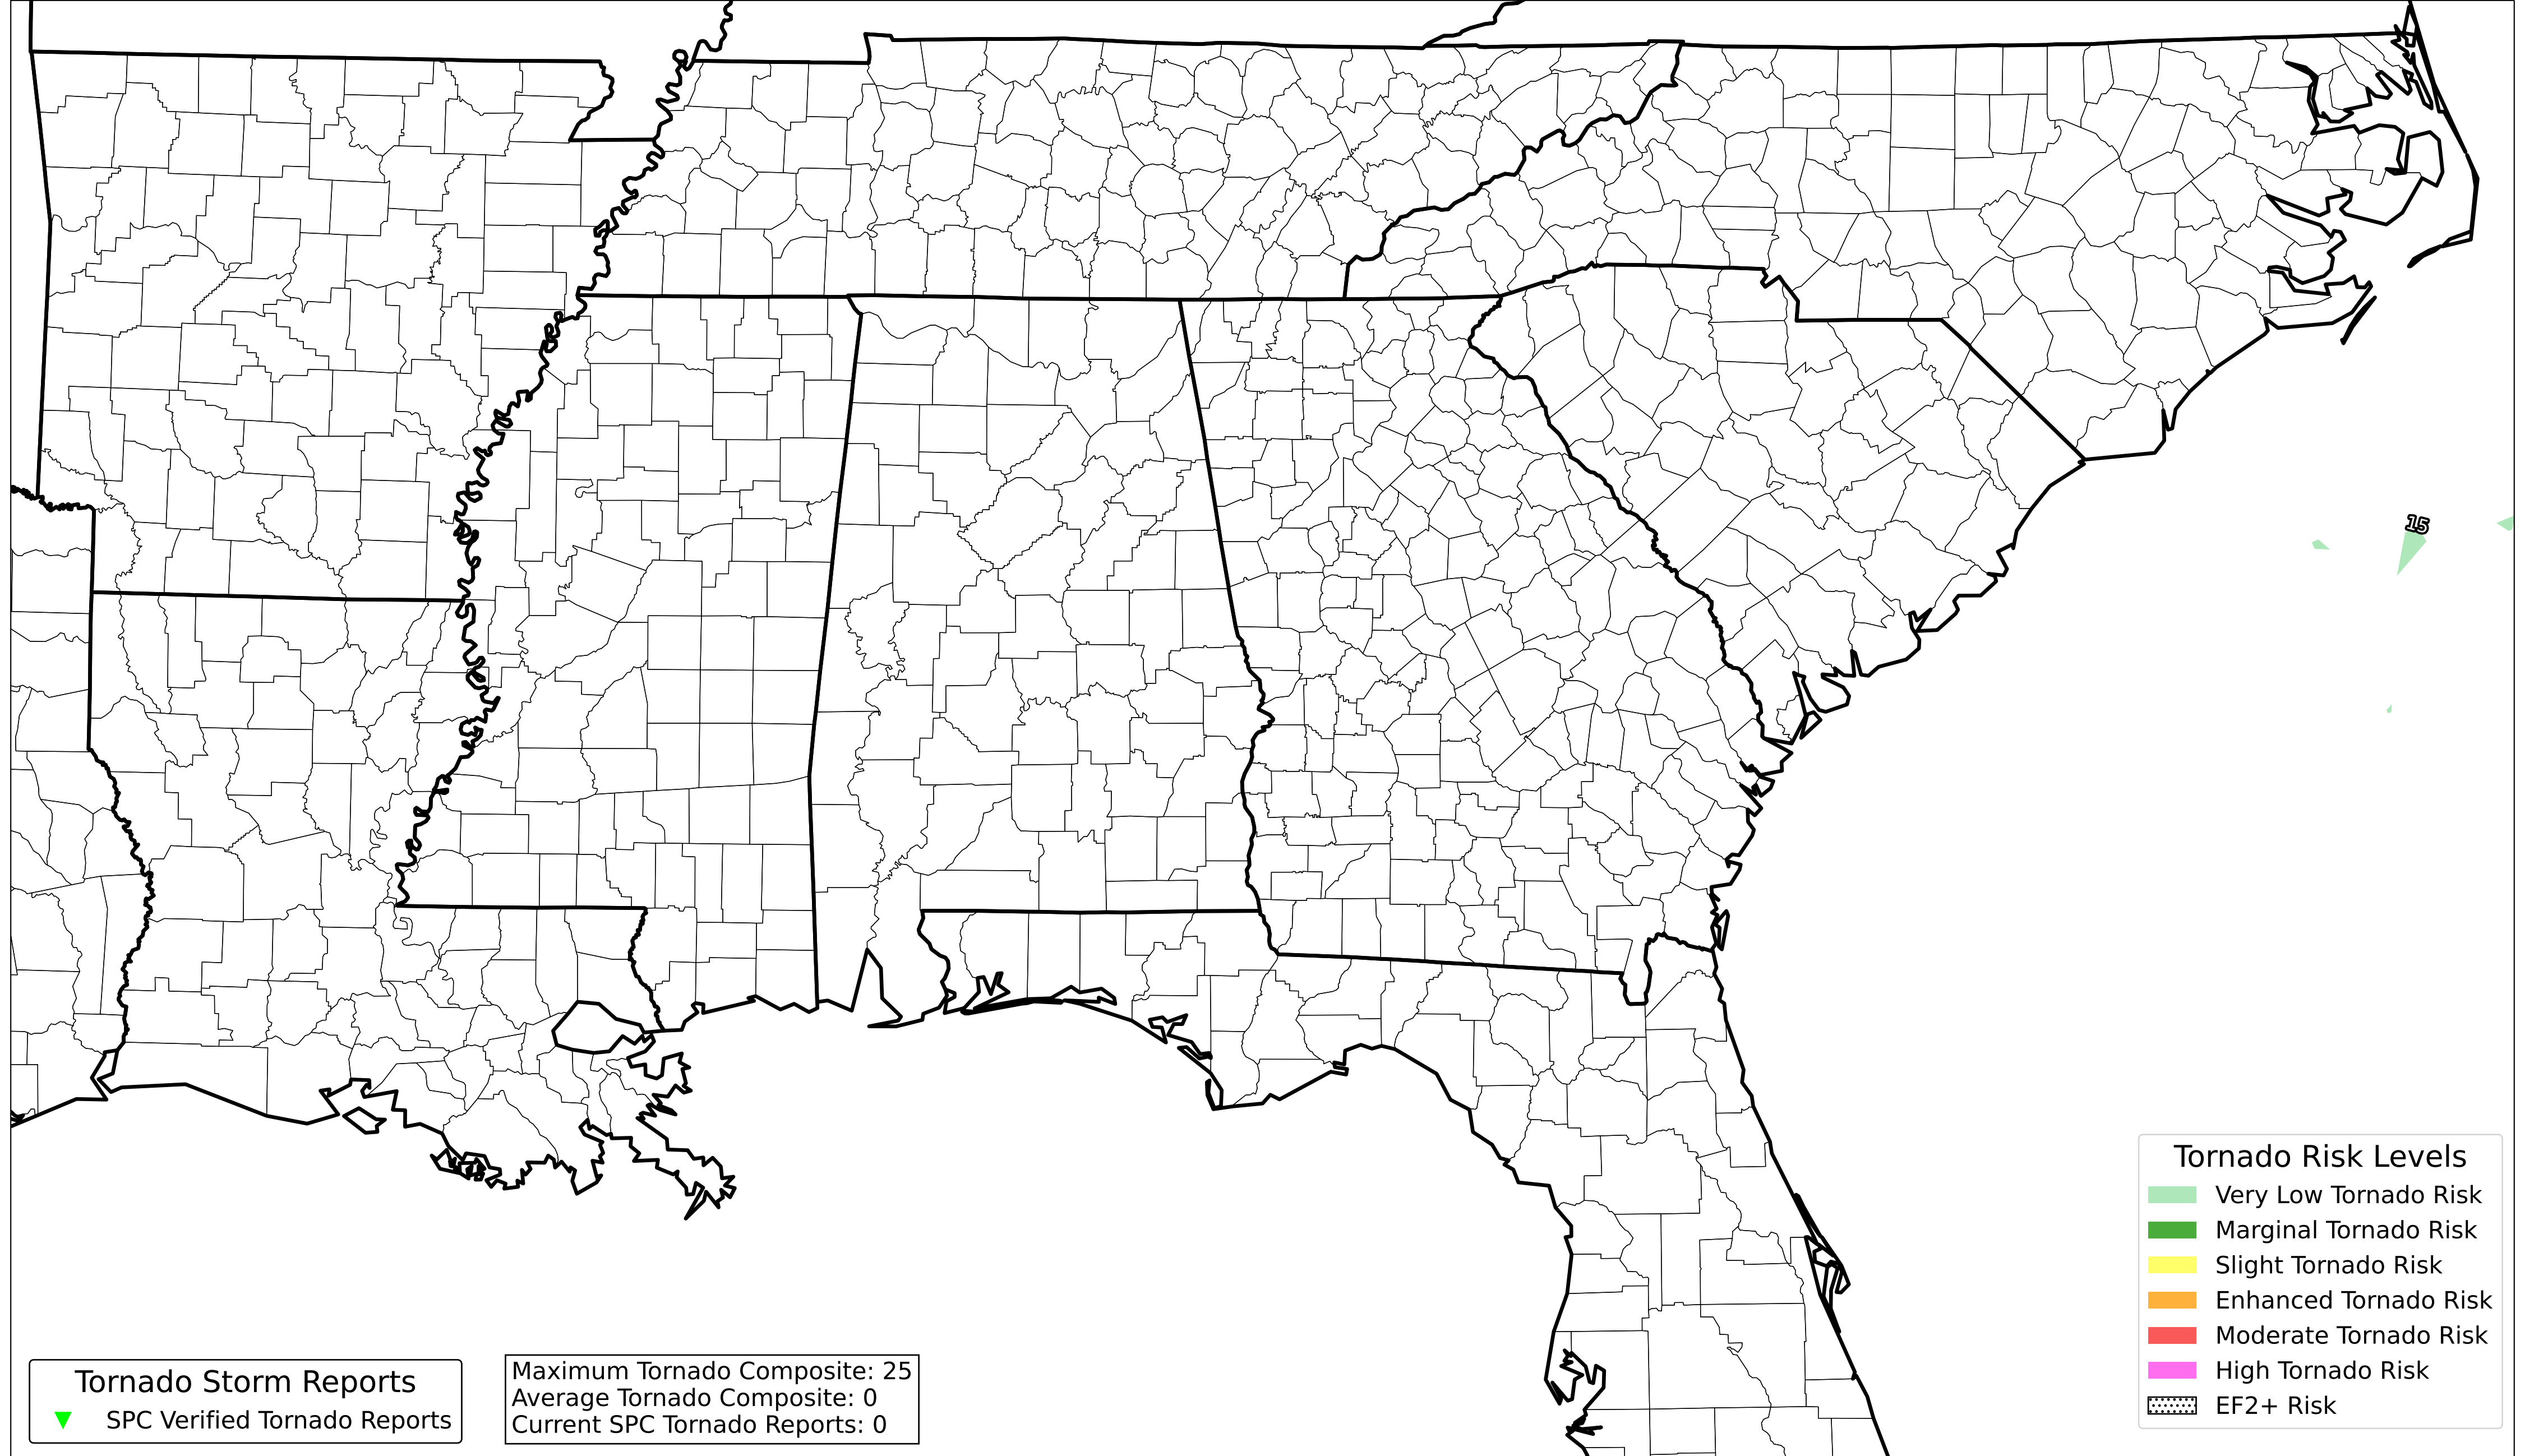 15
Tornado Risk Levels
Very Low Tornado Risk
Marginal Tornado Risk
Slight Tornado Risk
Enhanced Tornado Risk
Moderate Tornado Risk
High Tornado Risk
EF2+ Risk
Tornado Storm Reports
SPC Verified Tornado Reports
Maximum Tornado Composite: 25
Average Tornado Composite: 0
Current SPC Tornado Reports: 0